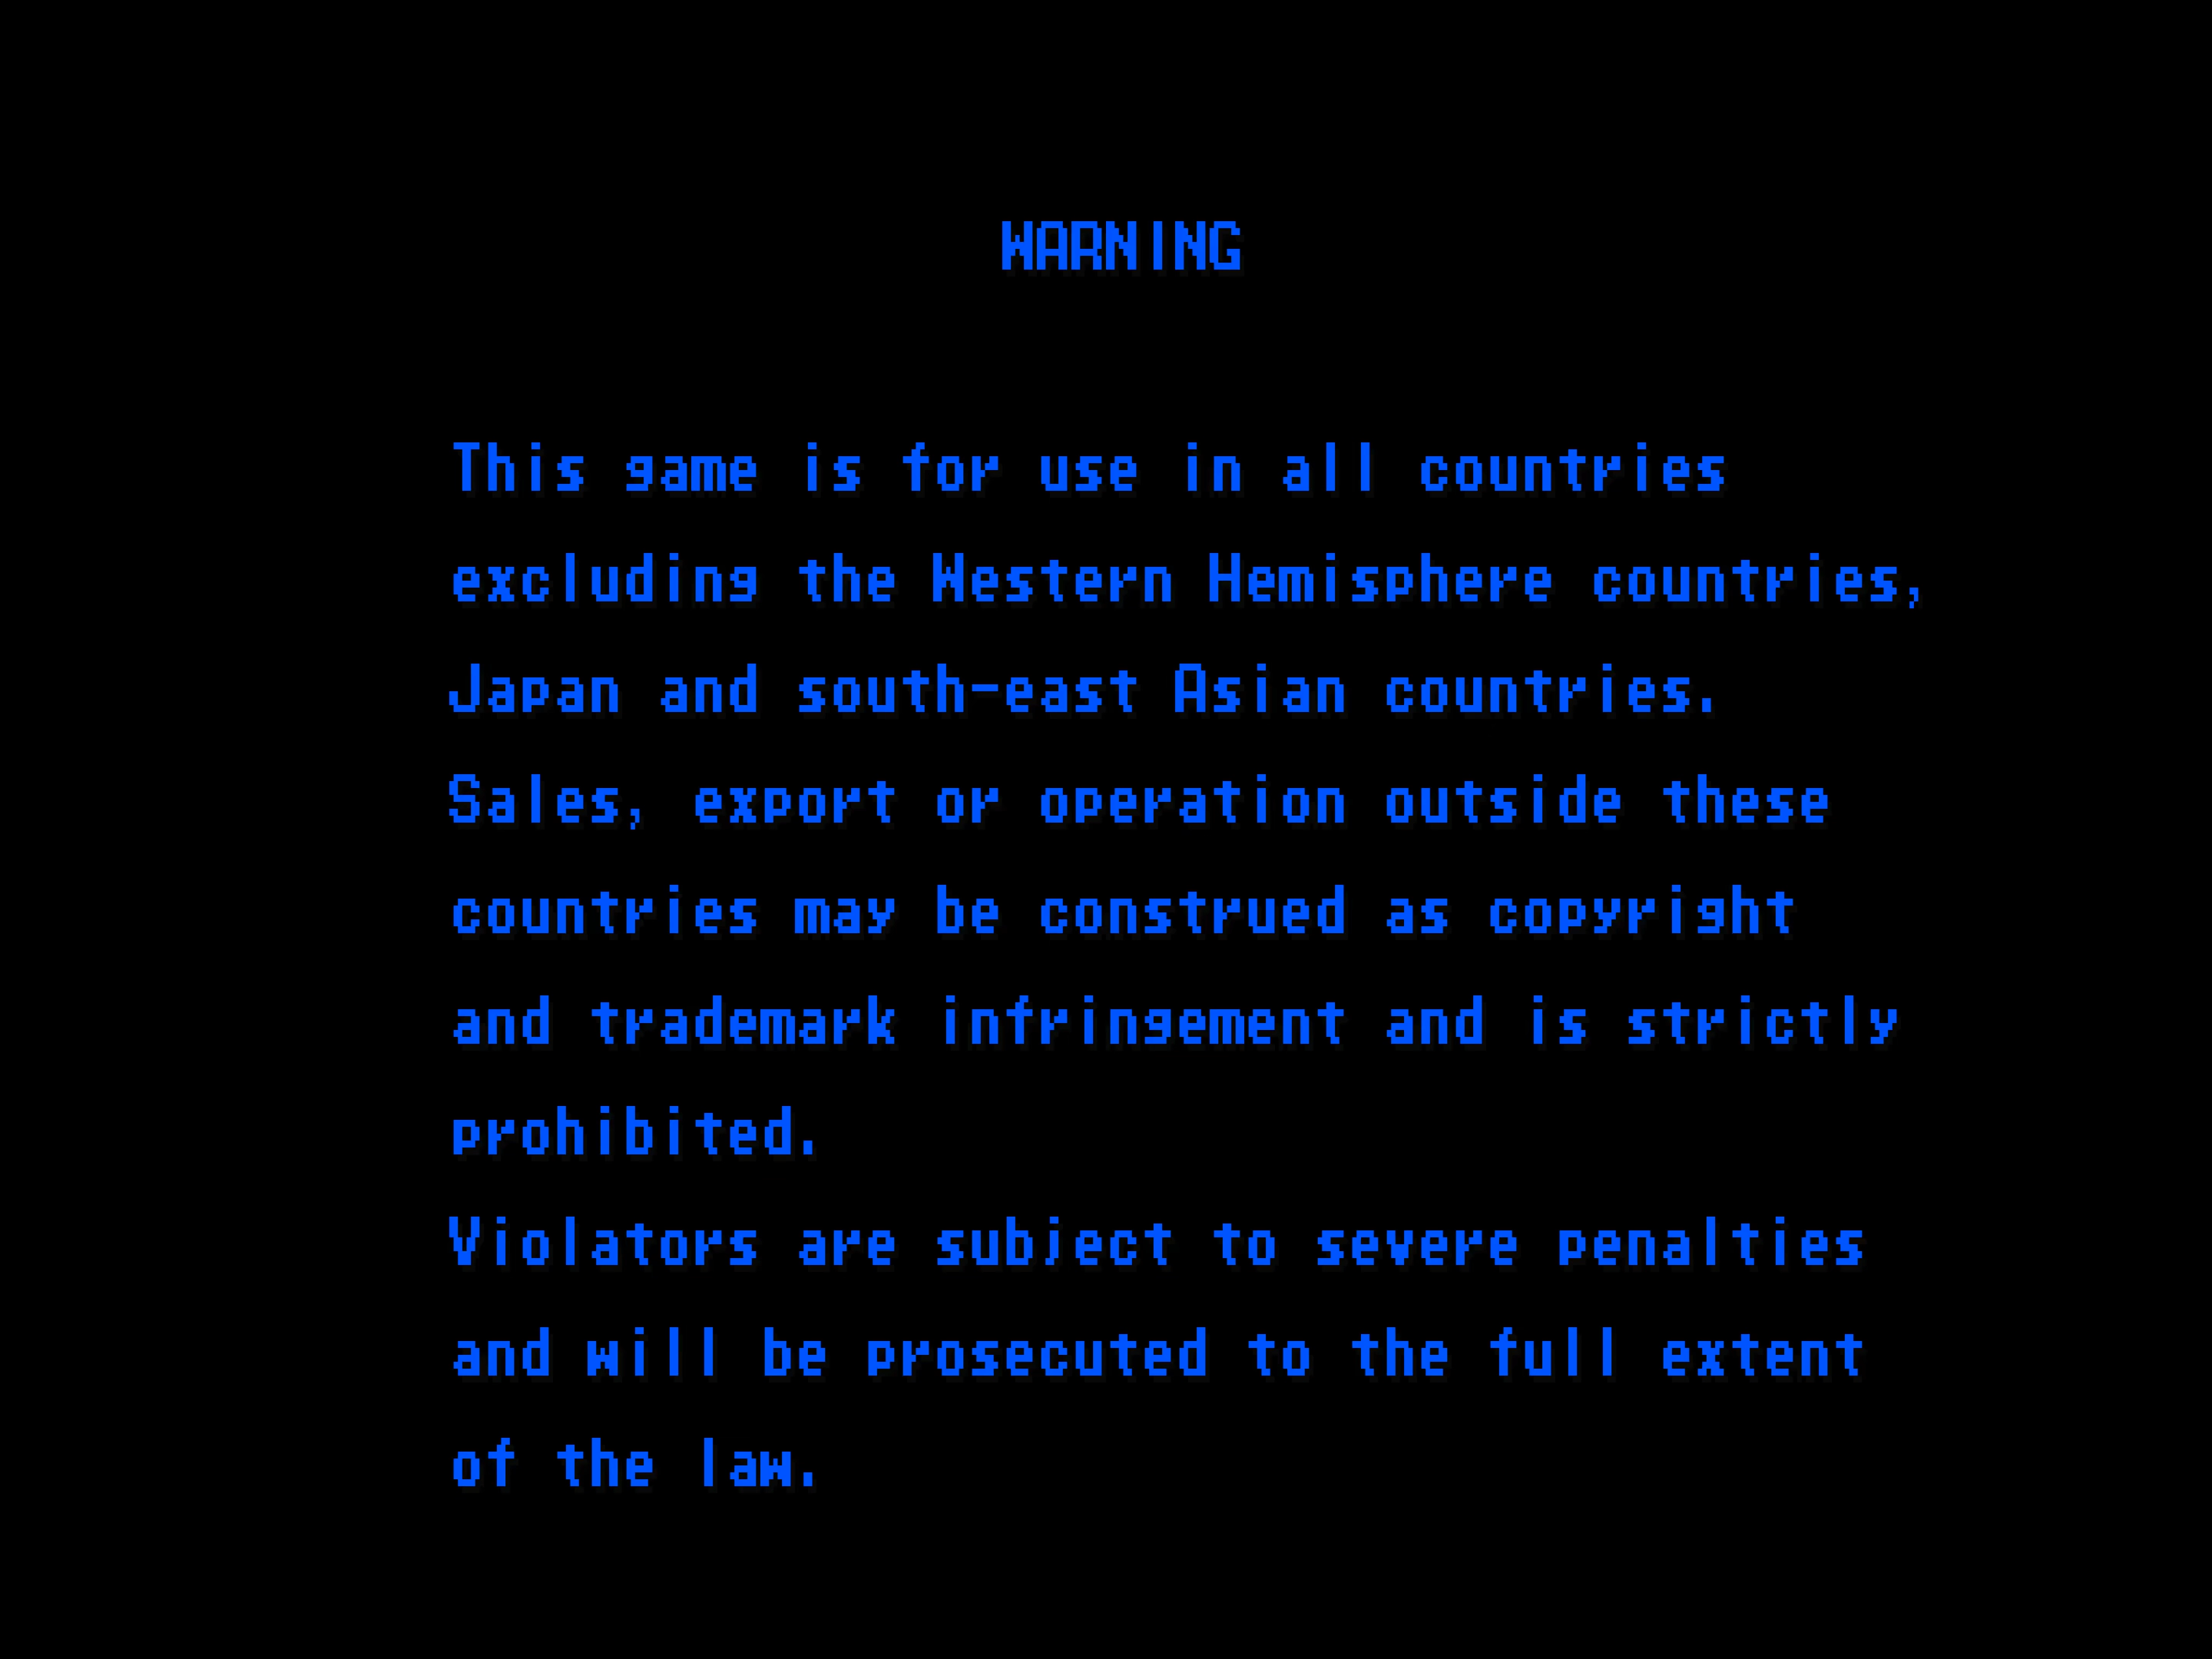 WARNING
This game is for use in all countries
excluding the Western Hemisphere countries,
Japan and south-east Asian countries.
Sales, export or operation outside these
countries may be construed as copyright
and trademark infringement and is strictly
prohibited.
Violators are subject to severe penalties
and will be prosecuted to the full extent
of the law.